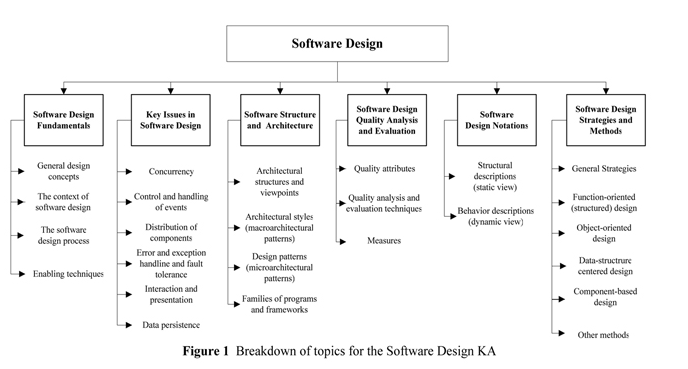 Software Design
Software Design
Fundamentals
General design
concepts
The context of
software design
The software
design process
Enabling techniques
Key Issues in
Software Design
Concurrency
Control and handling
of events
Distribution of
components
Error and exception
handline and fault
tolerance
Interaction and
presentation
Data persistence
Software Structure
and Architecture
Architectural
structures and
viewpoints
Architectural styles
(macroarchitectural
patterns)
Design patterns
(microarchitectural
patterns)
Families of programs
and frameworks
Software Design
Quality Analysis
and Evaluation
Quality attributes
Quality analysis and
evaluation techniques
Measures
Software
Design Notations
Structural
descriptions
(static view)
Behavior descriptions
(dynamic view)
Software Design
Strategies and
Methods
General Strategies
Function-oriented
(structured) design
Object-oriented
design
Data-structrure
centered design
Component-based
design
Other methods
Figure 1 Breakdown of topics for the Software Design KA